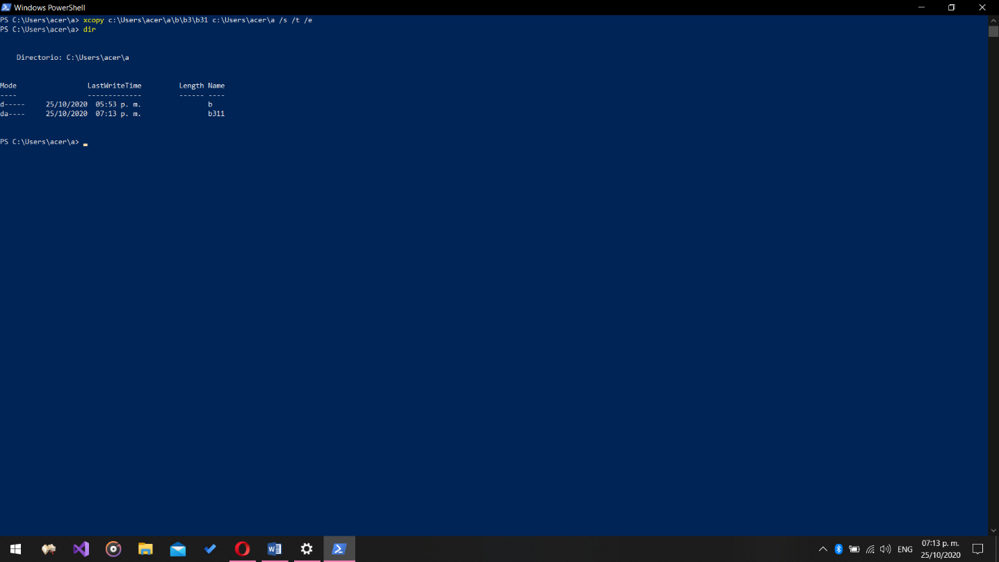 Windows PowerShell
PS C:\Users\acer\a> xcopy c:\Users\acer\a\b\b3\b31 c:\Users\acer\a /s /t /e
PS C:\Users\acer\a> dir
Directorio: C:\Users\acer\a
Mode LastWriteTime Length Name
---- ------------- ------ ----
d----- 25/10/2020 05:53 p. m. b
da---- 25/10/2020 07:13 p. m. b311
PS C:\Users\acer\a>
ENG
07:13 p. m.
25/10/2020